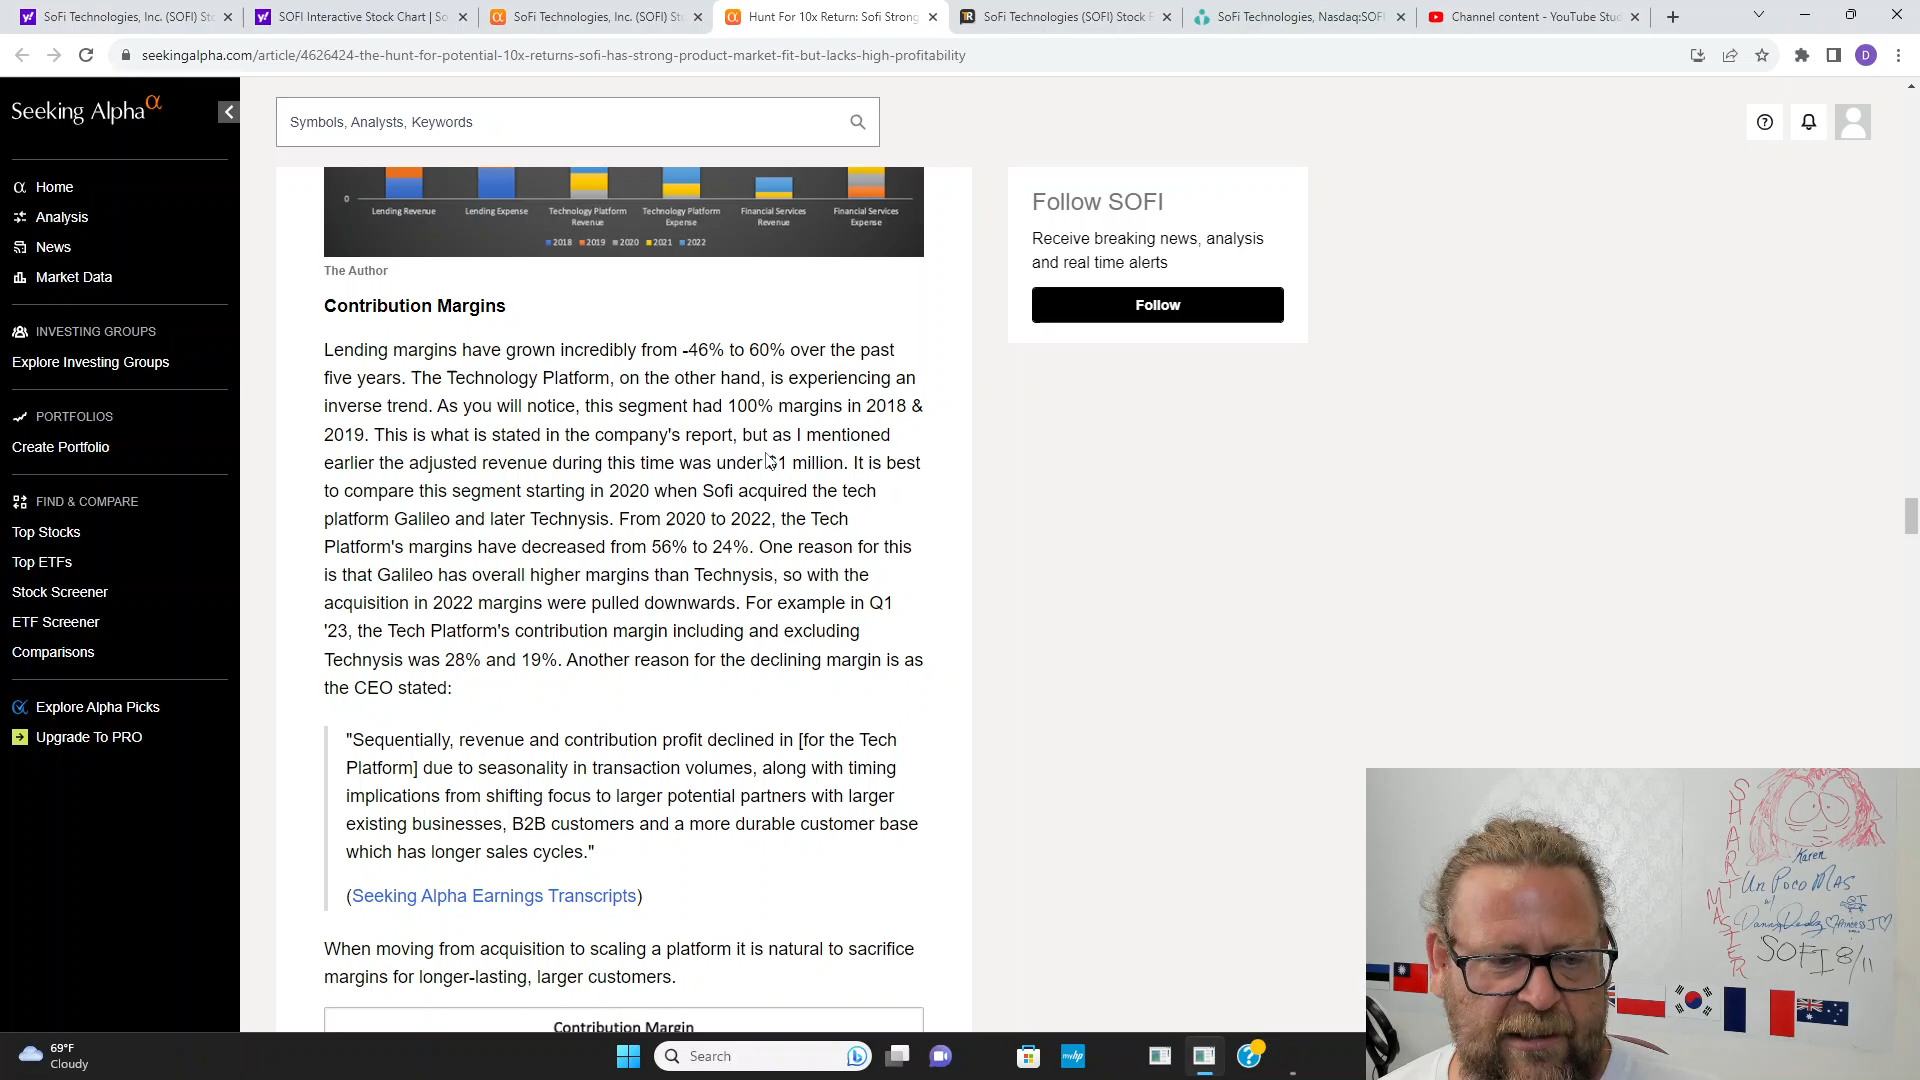 SoFi Technologies, Inc. (SOFI) St
SOFI Interactive Stock Chart | So
SoFi Technologies, Inc. (SOFI) St
Hunt For 10x Return: Sofi Strong
SoFi Technologies (SOFI) Stock F
SoFi Technologies, Nasdaq:SOFI
Channel content - YouTube Stu
seekingalpha.com/article/4626424-the-hunt-for-potential-10x-returns-sofi-has-strong-product-market-fit-but-lacks-high-profitability
D
Seeking Alpha α
Symbols, Analysts, Keywords
Home
Analysis
News
Market Data
INVESTING GROUPS
Explore Investing Groups
PORTFOLIOS
Create Portfolio
FIND & COMPARE
Top Stocks
Top ETFs
Stock Screener
ETF Screener
Comparisons
Explore Alpha Picks
Upgrade To PRO
0
Lending Revenue
Lending Expense
Technology Platform
Revenue
Technology Platform
Expense
Financial Services
Revenue
Financial Services
Expense
2018 2019 2020 2021 2022
The Author
Contribution Margins
Lending margins have grown incredibly from -46% to 60% over the past
five years. The Technology Platform, on the other hand, is experiencing an
inverse trend. As you will notice, this segment had 100% margins in 2018 &
2019. This is what is stated in the company's report, but as I mentioned
earlier the adjusted revenue during this time was under $1 million. It is best
to compare this segment starting in 2020 when Sofi acquired the tech
platform Galileo and later Technysis. From 2020 to 2022, the Tech
Platform's margins have decreased from 56% to 24%. One reason for this
is that Galileo has overall higher margins than Technysis, so with the
acquisition in 2022 margins were pulled downwards. For example in Q1
'23, the Tech Platform's contribution margin including and excluding
Technysis was 28% and 19%. Another reason for the declining margin is as
the CEO stated:
"Sequentially, revenue and contribution profit declined in [for the Tech
Platform] due to seasonality in transaction volumes, along with timing
implications from shifting focus to larger potential partners with larger
existing businesses, B2B customers and a more durable customer base
which has longer sales cycles."
(Seeking Alpha Earnings Transcripts)
When moving from acquisition to scaling a platform it is natural to sacrifice
margins for longer-lasting, larger customers.
Contribution Margin
Follow SOFI
Receive breaking news, analysis
and real time alerts
Follow
SHART
MASTER
Karen
Un Poco MAS
w/
SOFI 8/11
69°F
Cloudy
Search
myhp